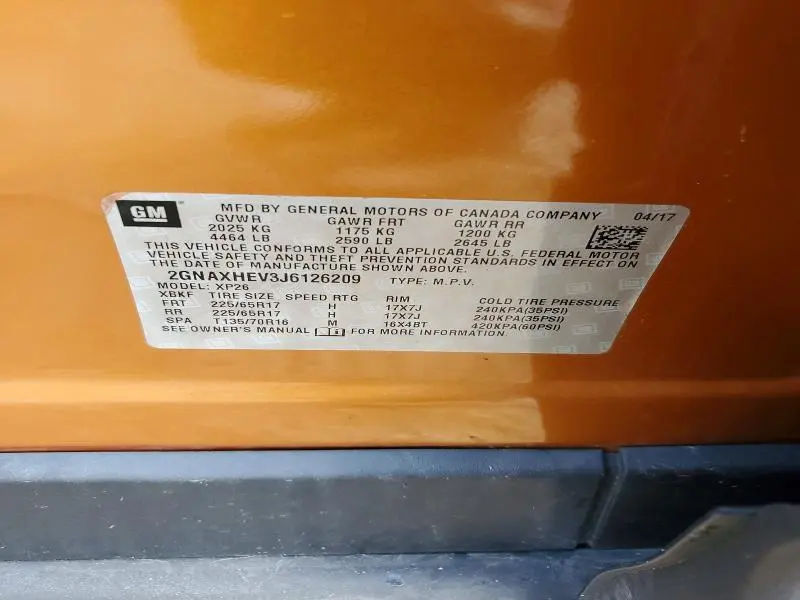 GM MFD BY GENERAL MOTORS OF CANADA COMPANY 04/17
GVWR GAWR FRT GAWR RR
2025 KG 1175 KG 1200 KG
4464 LB 2590 LB 2645 LB
THIS VEHICLE CONFORMS TO ALL APPLICABLE U.S. FEDERAL MOTOR
VEHICLE SAFETY AND THEFT PREVENTION STANDARDS IN EFFECT ON
THE DATE OF MANUFACTURE SHOWN ABOVE.
2GNAXHEV3J6126209 TYPE: M.P.V.
MODEL: XP26
XBKF TIRE SIZE SPEED RTG RIM COLD TIRE PRESSURE
FRT 225/65R17 H 17X7J 240KPA(35PSI)
RR 225/65R17 H 17X7J 240KPA(35PSI)
SPA T135/70R16 M 16X4BT 420KPA(60PSI)
SEE OWNER'S MANUAL FOR MORE INFORMATION.